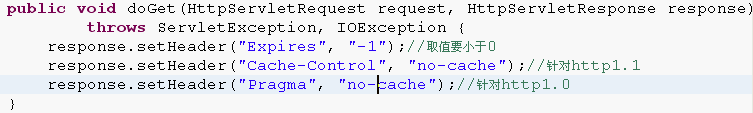 public void doGet(HttpServletRequest request, HttpServletResponse response)
throws ServletException, IOException {
response.setHeader("Expires", "-1");//取值要小于0
response.setHeader("Cache-Control", "no-cache");//针对http1.1
response.setHeader("Pragma", "no-cache");//针对http1.0
}